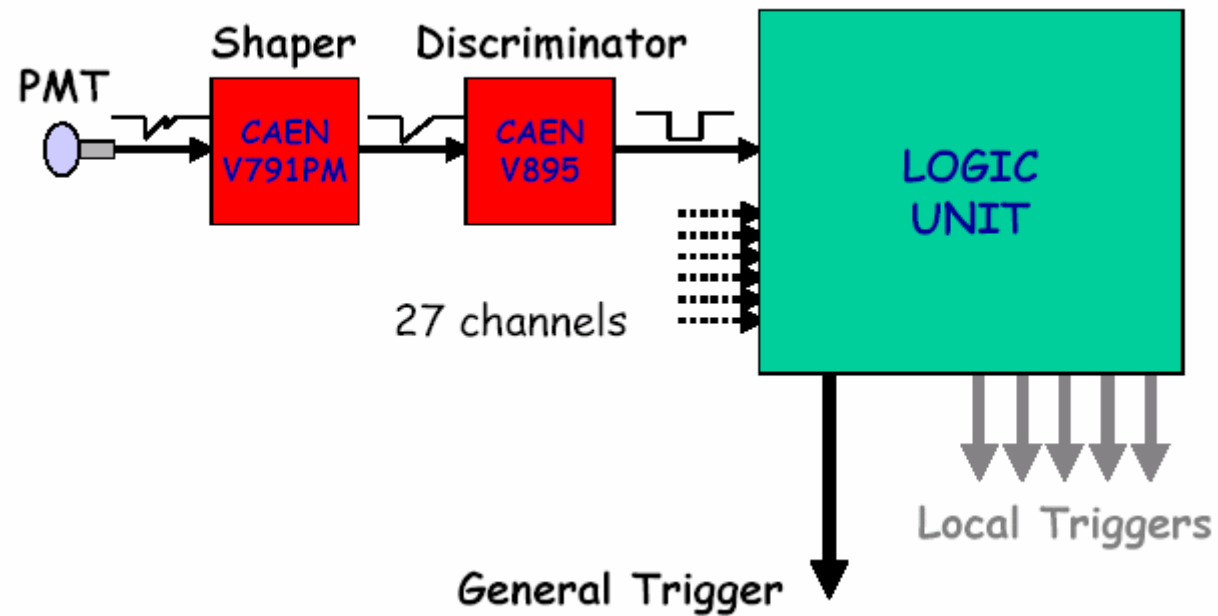 Shaper
Discriminator
PMT
CAEN
V791PM
CAEN
V895
LOGIC
UNIT
27 channels
Local Triggers
General Trigger